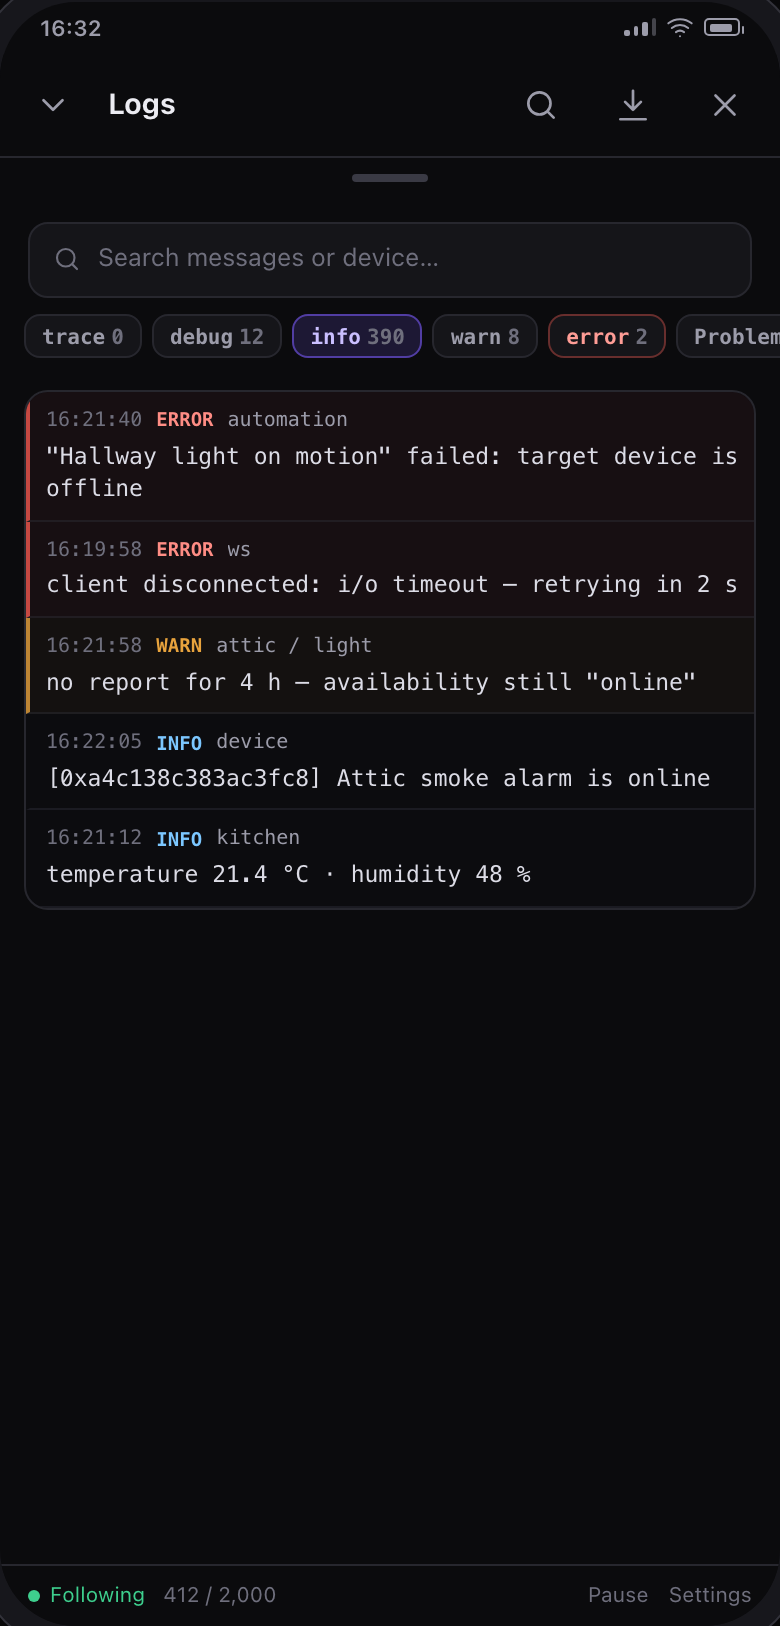 16:32
Logs
Search messages or device…
trace 0 debug 12 info 390 warn 8 error 2 Problem
16:21:40 ERROR automation
"Hallway light on motion" failed: target device is
offline
16:19:58 ERROR ws
client disconnected: i/o timeout — retrying in 2 s
16:21:58 WARN attic / light
no report for 4 h — availability still "online"
16:22:05 INFO device
[0xa4c138c383ac3fc8] Attic smoke alarm is online
16:21:12 INFO kitchen
temperature 21.4 °C · humidity 48 %
Following 412 / 2,000 Pause Settings